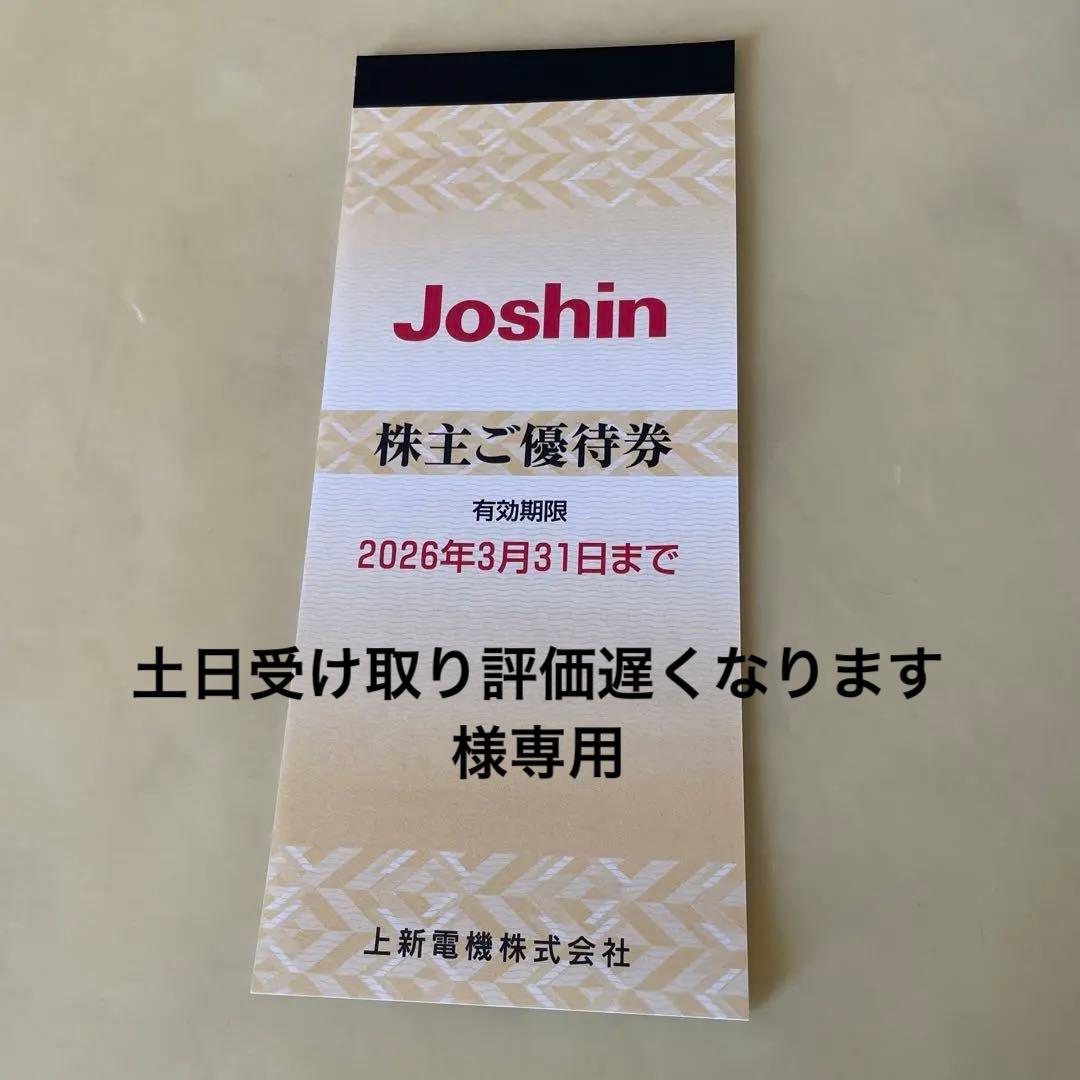 Joshin
株主ご優待券
有効期限
2026年3月31日まで
土日受け取り評価遅くなります
様専用
上新電機株式会社